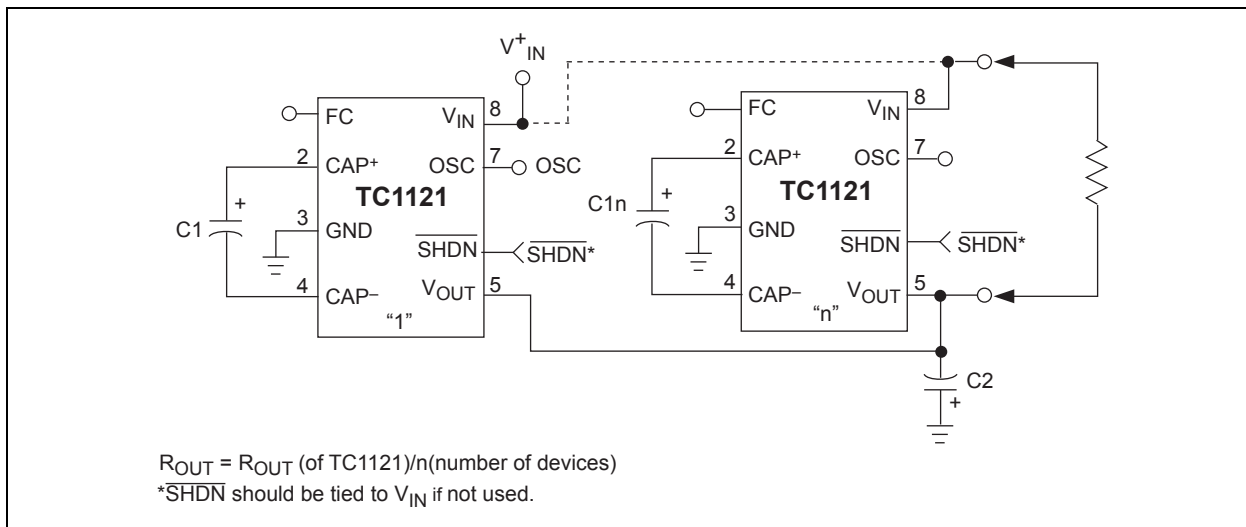 V+IN
FC
VIN
8
2
CAP+
OSC
7
OSC
TC1121
C1
+
3
GND
SHDN
SHDN*
4
CAP–
VOUT
5
“1”
FC
VIN
8
2
CAP+
OSC
7
TC1121
C1n
+
3
GND
SHDN
SHDN*
4
CAP–
VOUT
5
“n”
C2
+
ROUT = ROUT (of TC1121)/n(number of devices)
*SHDN should be tied to VIN if not used.